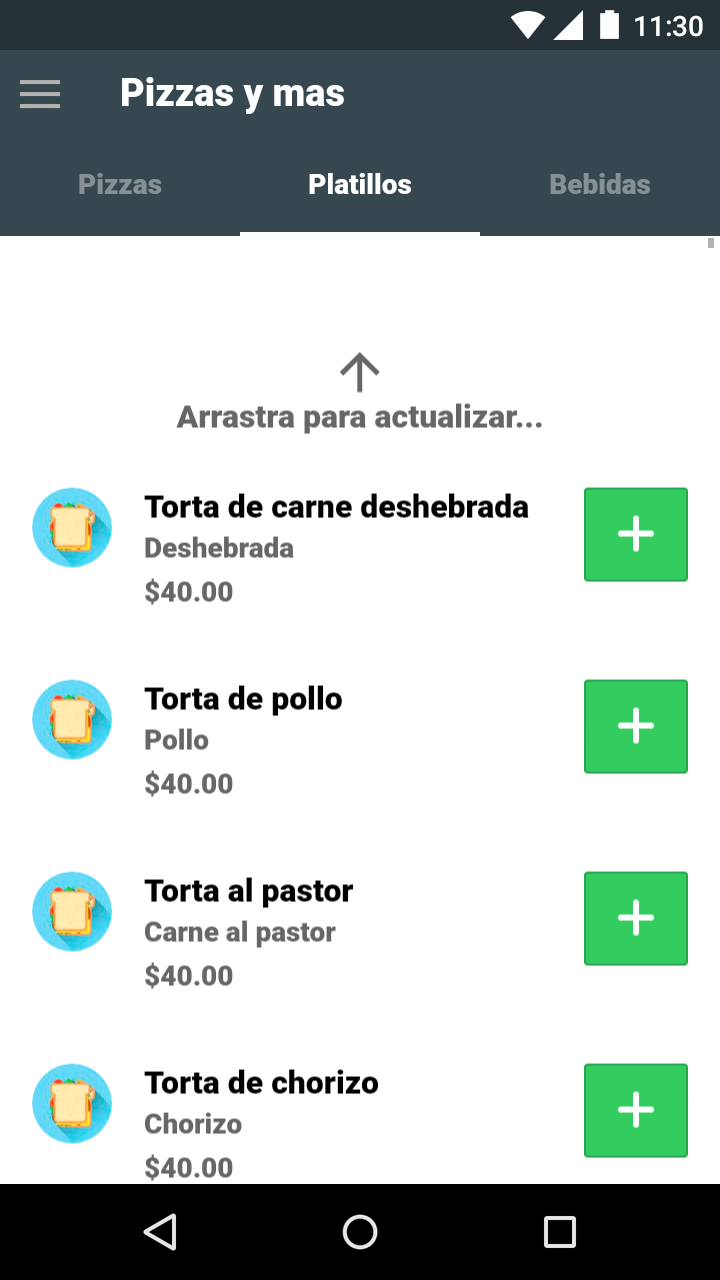 11:30
Pizzas y mas
Pizzas Platillos Bebidas
Arrastra para actualizar...
Torta de carne deshebrada
Deshebrada
$40.00
Torta de pollo
Pollo
$40.00
Torta al pastor
Carne al pastor
$40.00
Torta de chorizo
Chorizo
$40.00